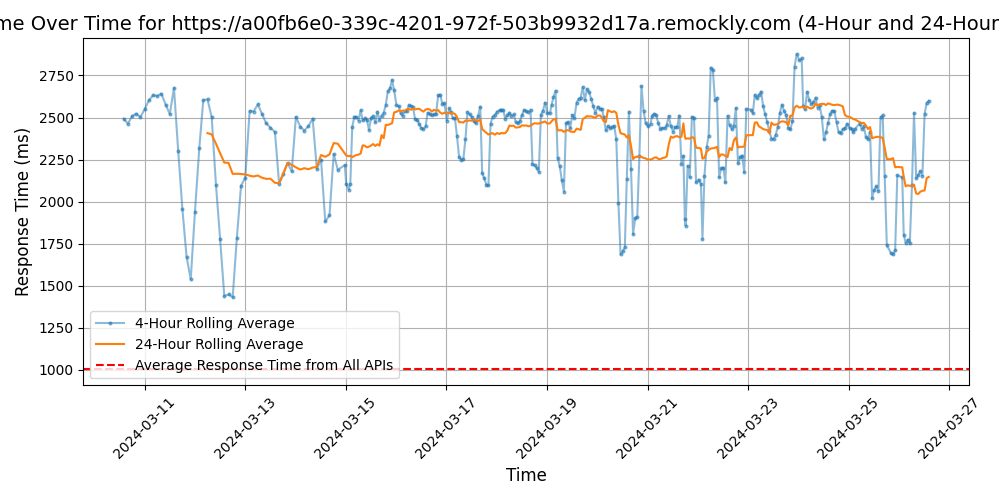 me Over Time for https://a00fb6e0-339c-4201-972f-503b9932d17a.remockly.com (4-Hour and 24-Hour
Response Time (ms)
2750
2500
2250
2000
1750
1500
1250
1000
4-Hour Rolling Average
24-Hour Rolling Average
Average Response Time from All APIs
2024-03-11
2024-03-13
2024-03-15
2024-03-17
2024-03-19
2024-03-21
2024-03-23
2024-03-25
2024-03-27
Time